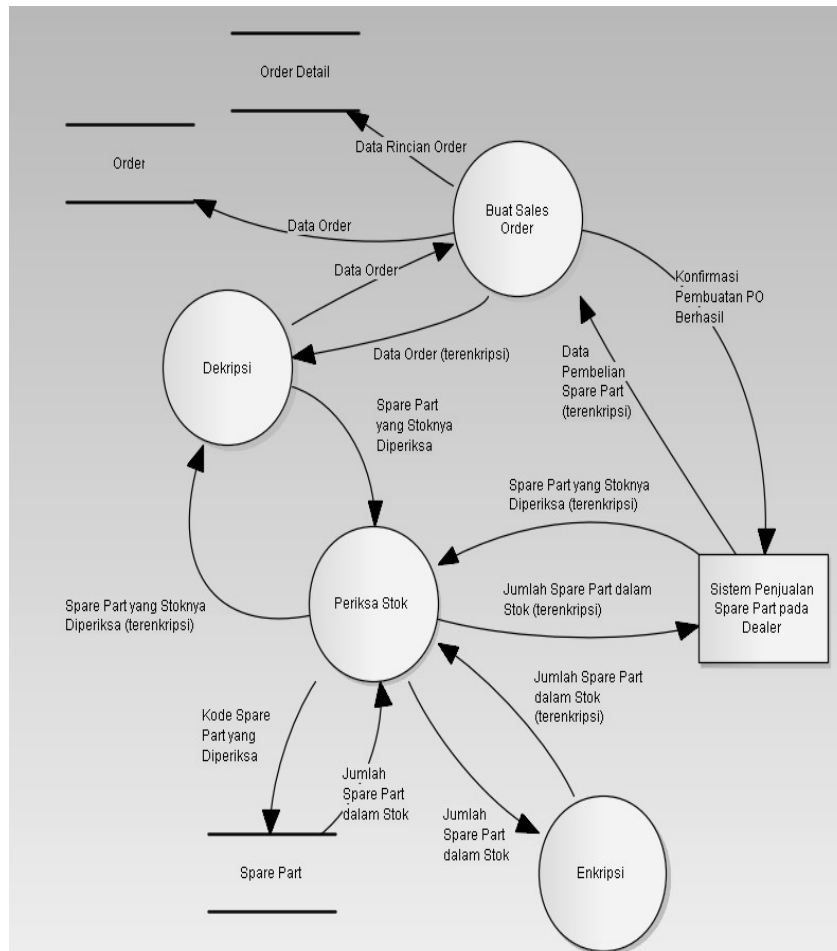 Order Detail
Order
Data Rincian Order
Buat Sales
Order
Data Order
Data Order
Konfirmasi
Pembuatan PO
Berhasil
Data Order (terenkripsi)
Data
Pembelian
Spare Part
(terenkripsi)
Dekripsi
Spare Part
yang Stoknya
Diperiksa
Spare Part yang Stoknya
Diperiksa (terenkripsi)
Periksa Stok
Jumlah Spare Part dalam
Stok (terenkripsi)
Sistem Penjualan
Spare Part pada
Dealer
Spare Part yang Stoknya
Diperiksa (terenkripsi)
Jumlah Spare Part
dalam Stok
(terenkripsi)
Kode Spare
Part yang
Diperiksa
Jumlah
Spare Part
dalam Stok
Jumlah
Spare Part
dalam Stok
Spare Part
Enkripsi